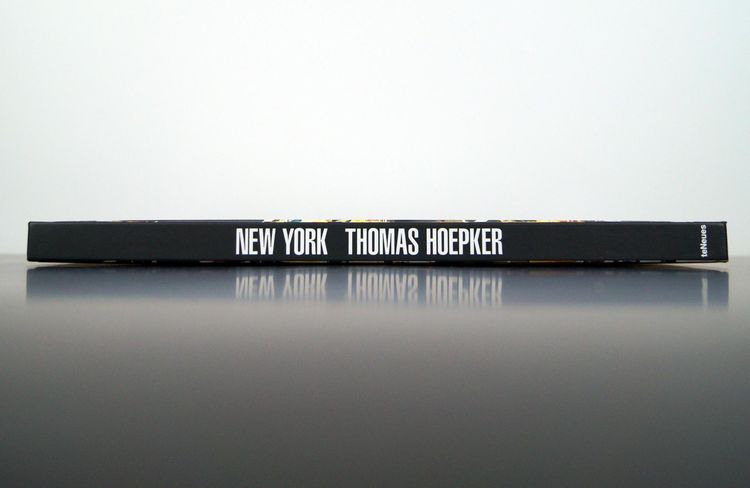 NEW YORK THOMAS HOEPKER
teNeues